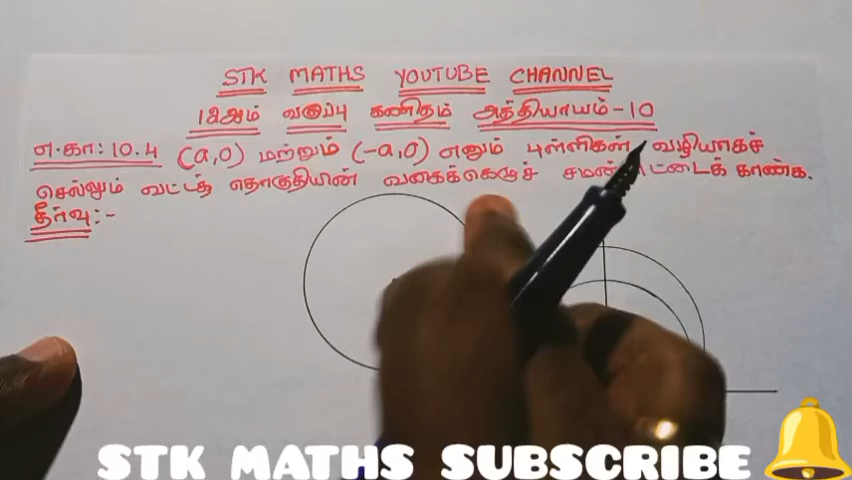 STK MATHS YOUTUBE CHANNEL
12ஆம் வகுப்பு கணிதம் அத்தியாயம்-10
எ.கா: 10.4 (a,0) மற்றும் (-a,0) எனும் புள்ளிகள் வழியாகச்
செல்லும் வட்டத் தொகுதியின் வகைக்கெழுச் காண்க.
தீர்வு:-
STK MATHS SUBSCRIBE